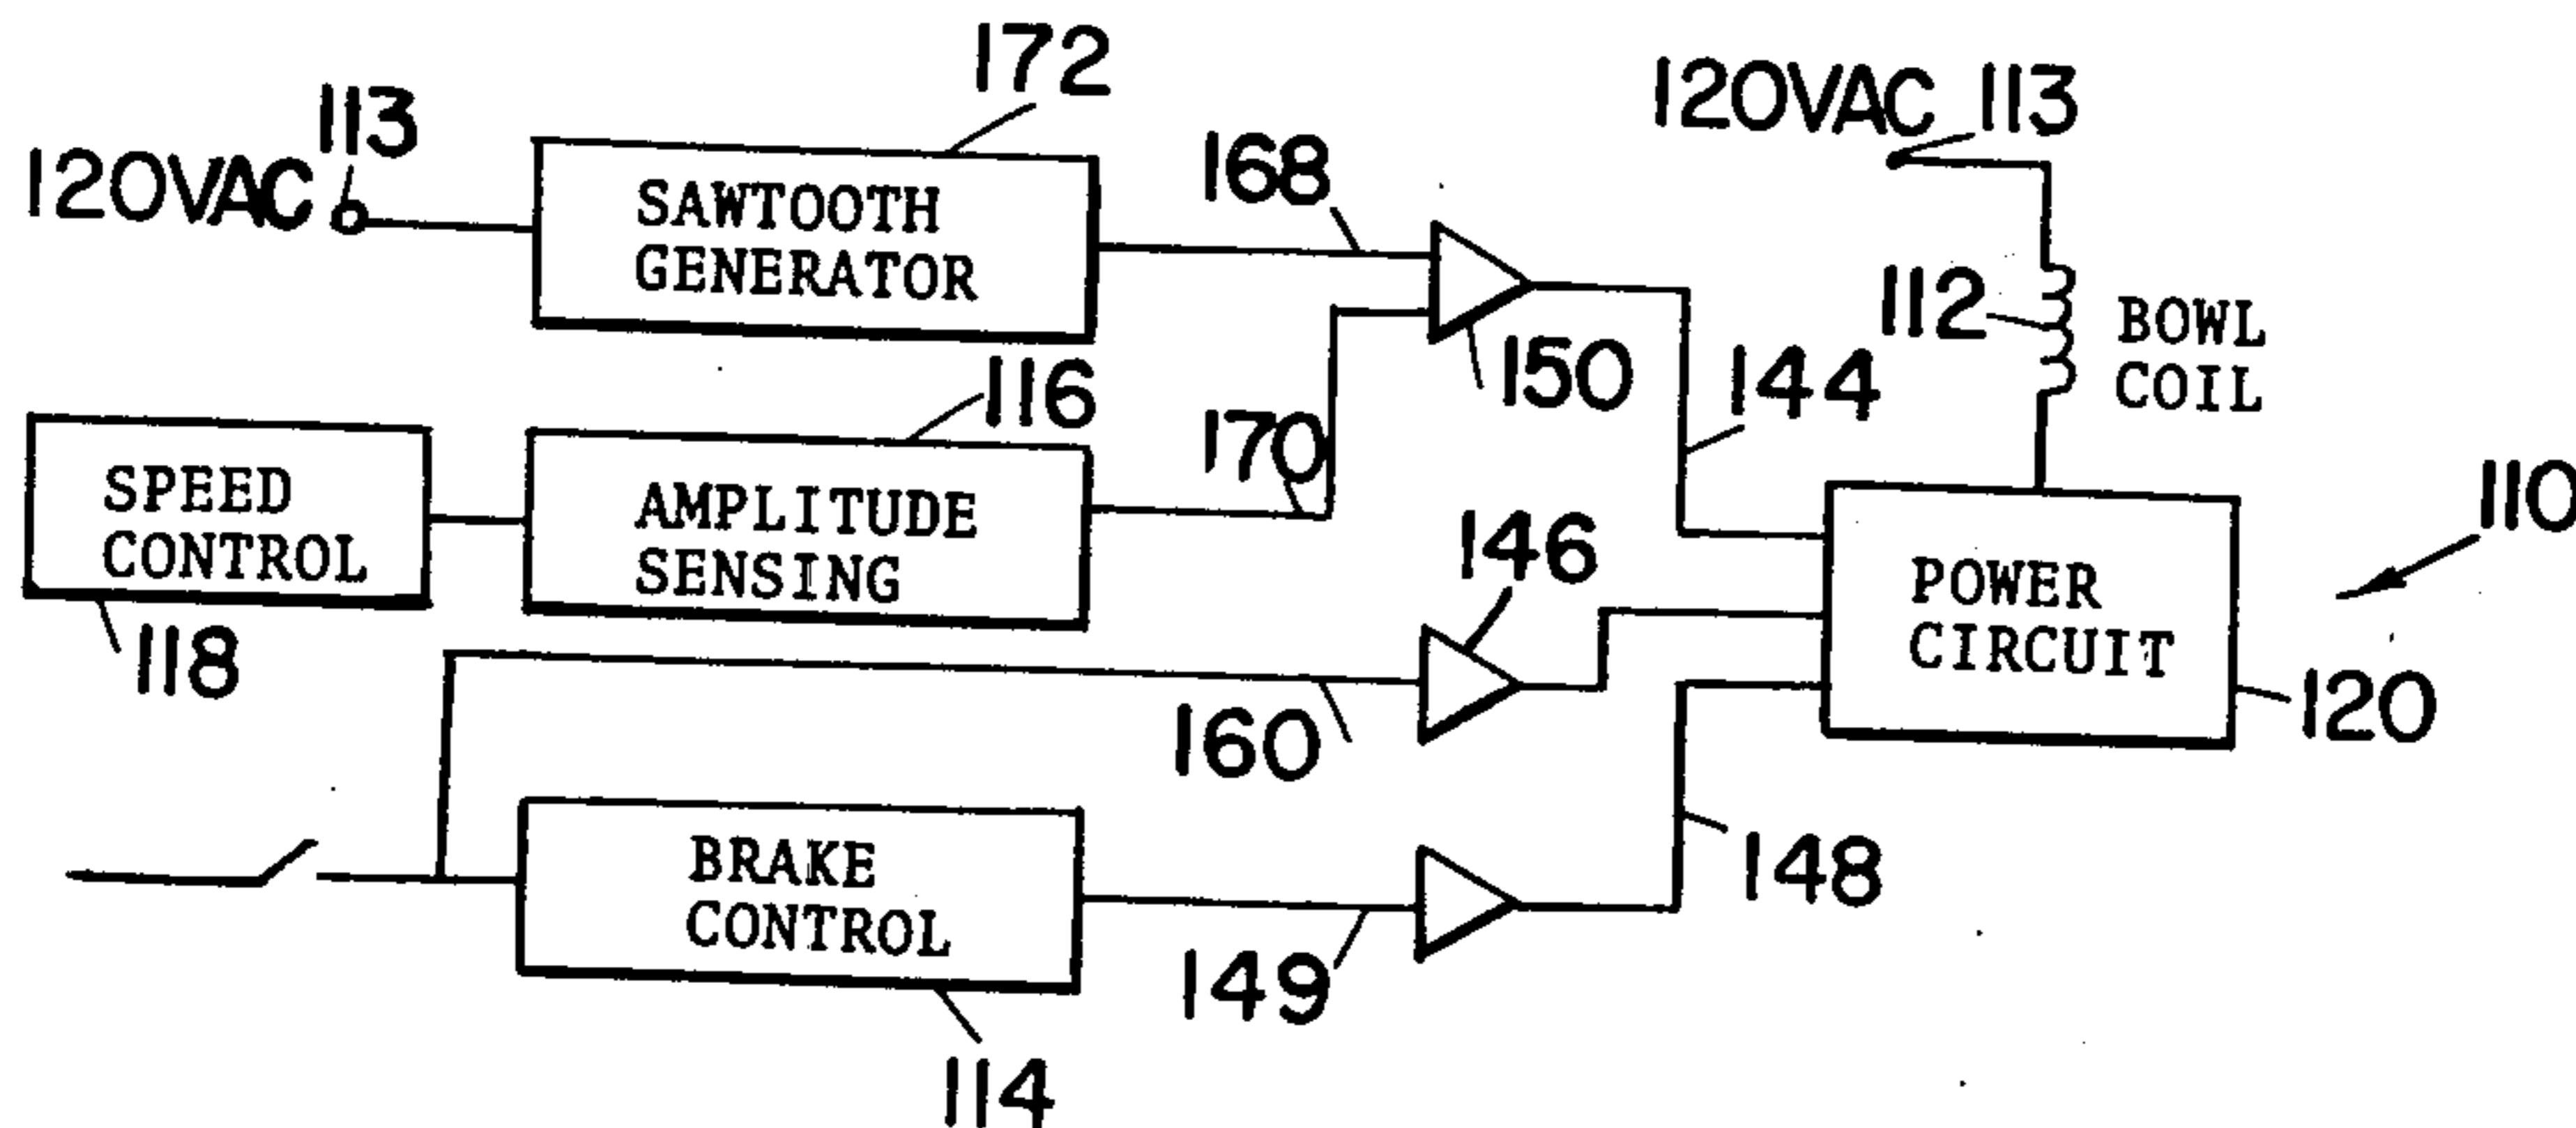 172
120VAC 113
113
120VAC
SAWTOOTH
GENERATOR
168
112
BOWL
COIL
150
144
116
170
110
SPEED
CONTROL
AMPLITUDE
SENSING
146
POWER
CIRCUIT
118
160
120
BRAKE
CONTROL
148
149
114